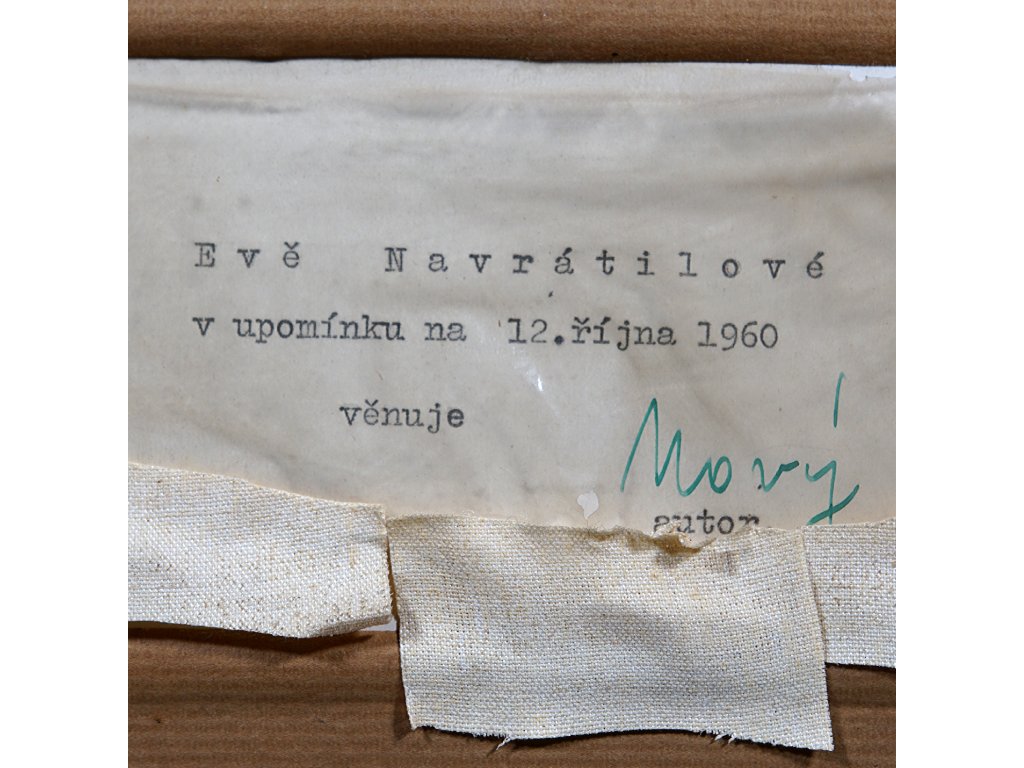 Evě Navrátilové
v upomínku na 12.října 1960
věnuje
Nový
autor